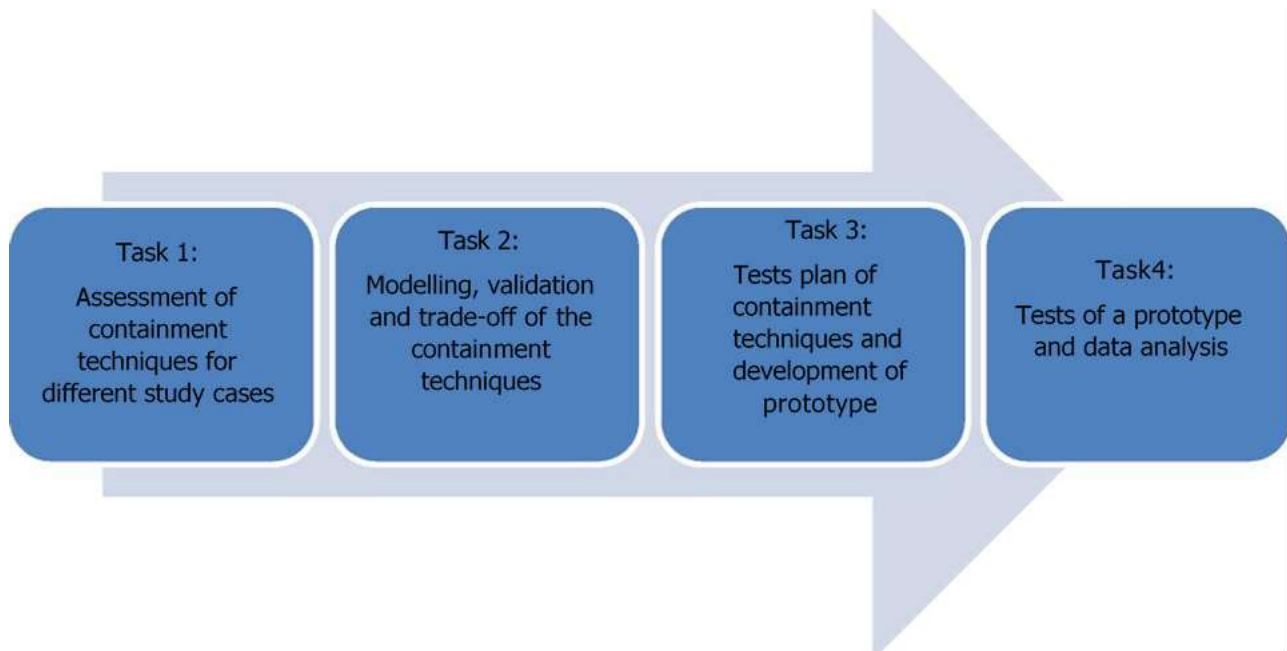 Task 1:
Assessment of
containment
techniques for
different study cases
Task 2:
Modelling, validation
and trade-off of the
containment
techniques
Task 3:
Tests plan of
containment
techniques and
development of
prototype
Task4:
Tests of a prototype
and data analysis